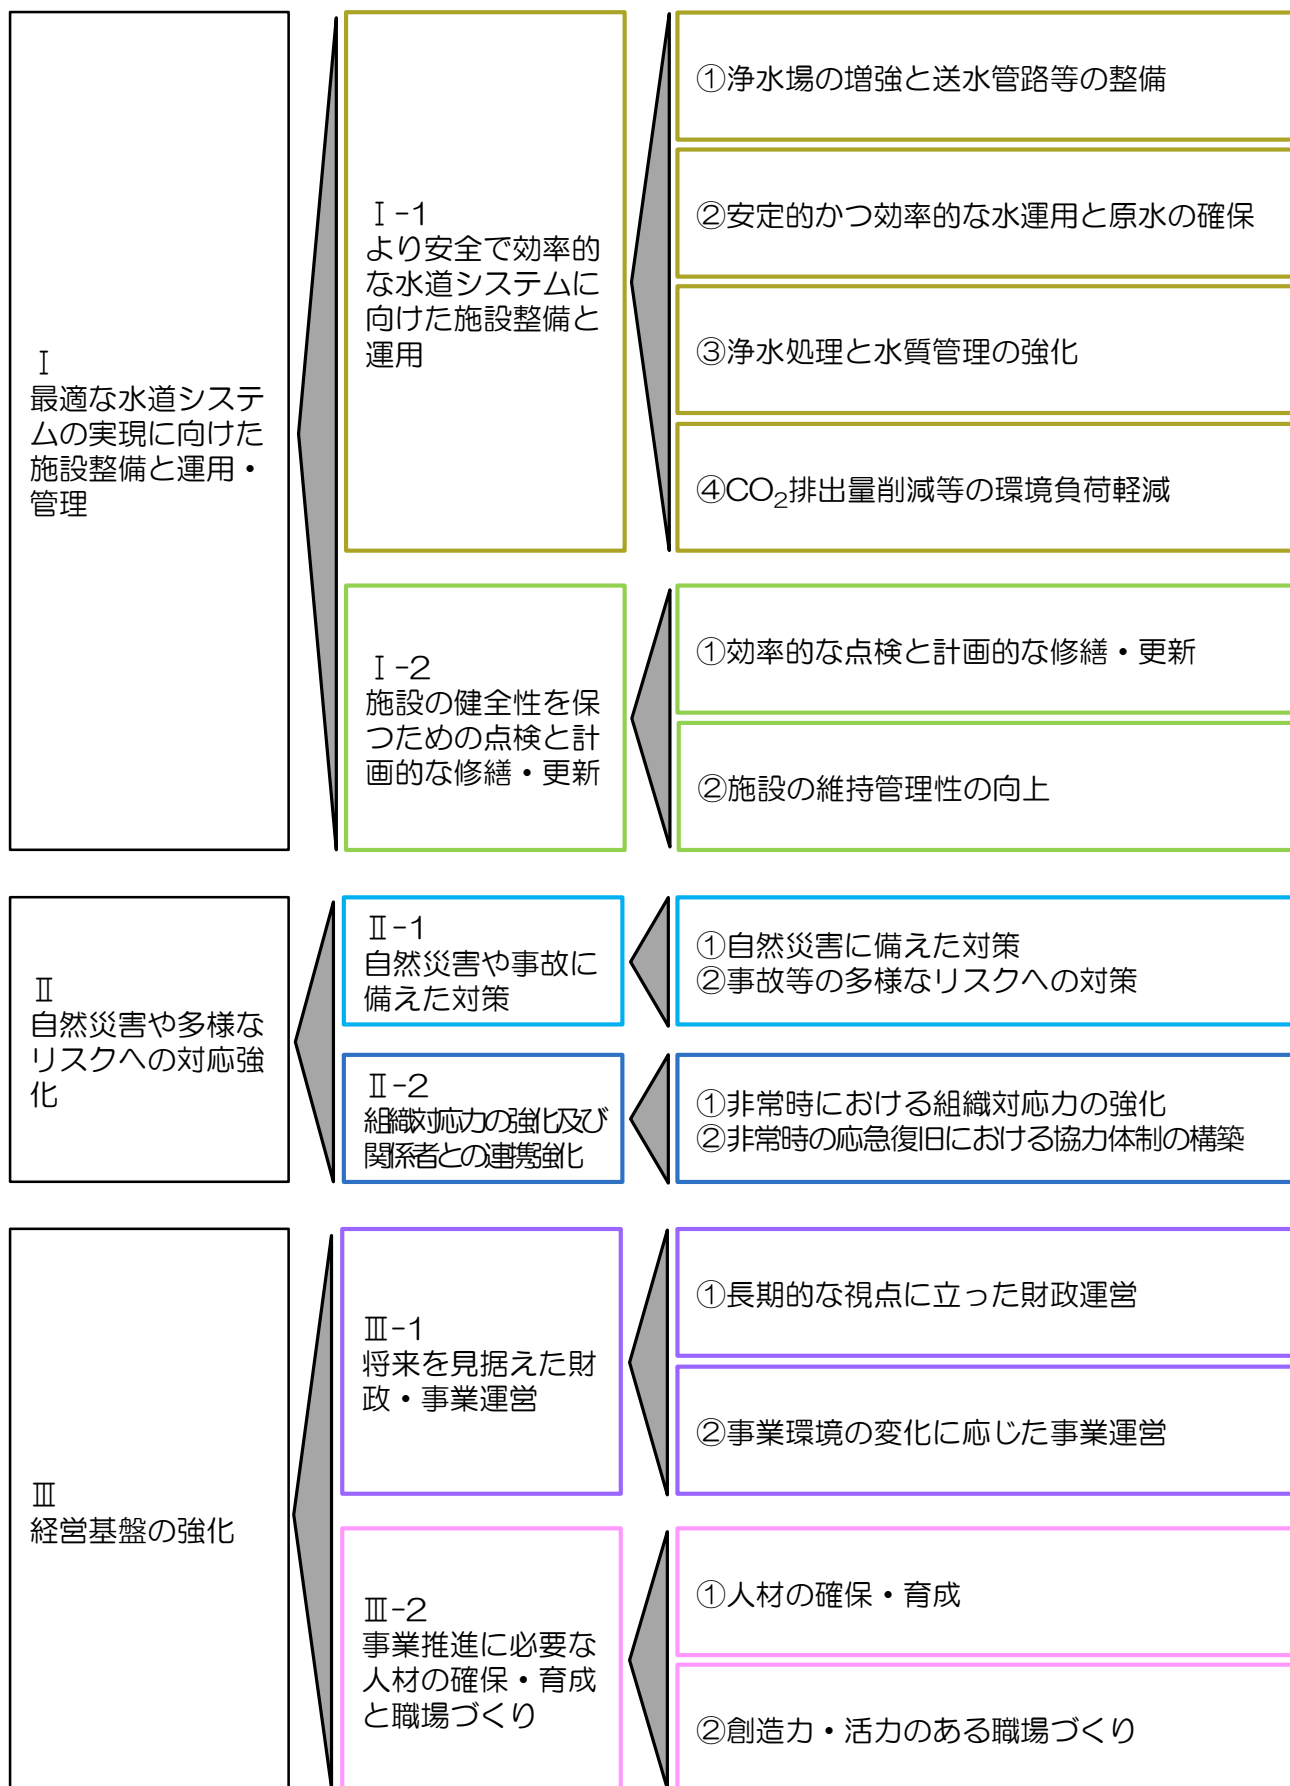 Ⅰ
最適な水道システ
ムの実現に向けた
施設整備と運用・
管理
Ⅰ-1
より安全で効率的
な水道システムに
向けた施設整備と
運用
①浄水場の増強と送水管路等の整備
②安定的かつ効率的な水運用と原水の確保
③浄水処理と水質管理の強化
④CO₂排出量削減等の環境負荷軽減
Ⅰ-2
施設の健全性を保
つための点検と計
画的な修繕・更新
①効率的な点検と計画的な修繕・更新
②施設の維持管理性の向上
Ⅱ
自然災害や多様な
リスクへの対応強
化
Ⅱ-1
自然災害や事故に
備えた対策
①自然災害に備えた対策
②事故等の多様なリスクへの対策
Ⅱ-2
組織対応力の強化及び
関係者との連携強化
①非常時における組織対応力の強化
②非常時の応急復旧における協力体制の構築
Ⅲ
経営基盤の強化
Ⅲ-1
将来を見据えた財
政・事業運営
①長期的な視点に立った財政運営
②事業環境の変化に応じた事業運営
Ⅲ-2
事業推進に必要な
人材の確保・育成
と職場づくり
①人材の確保・育成
②創造力・活力のある職場づくり